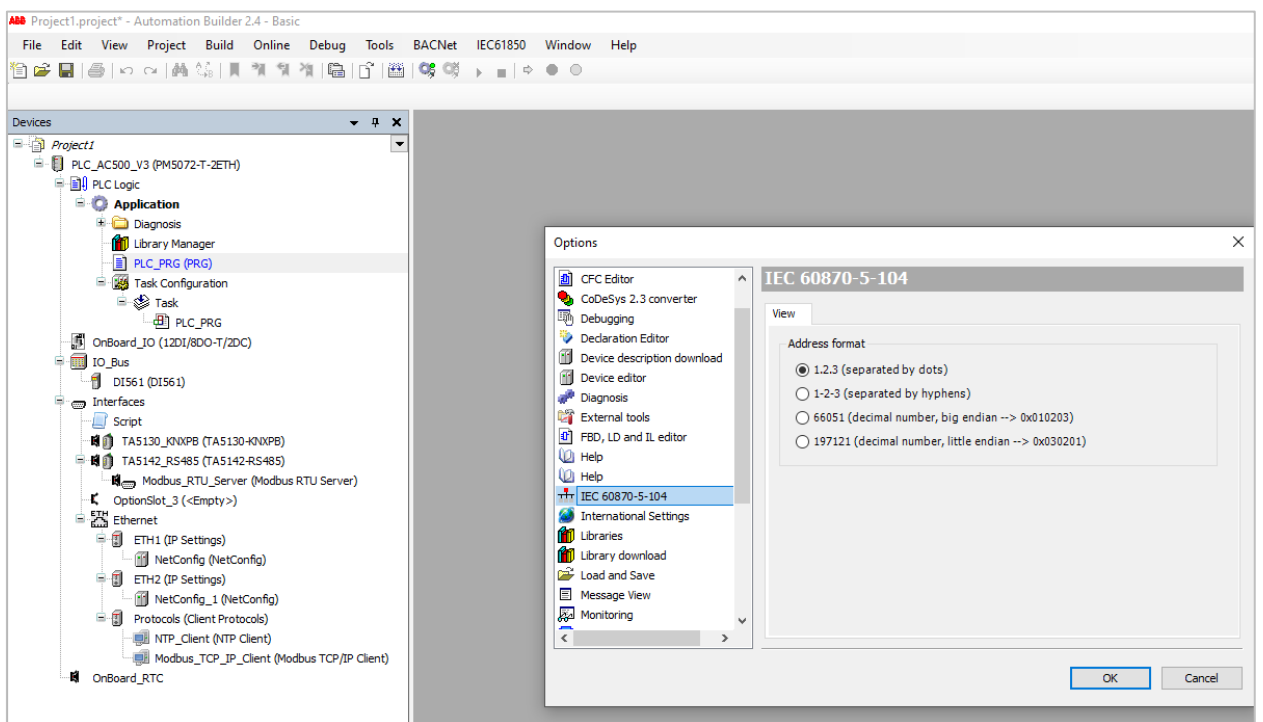 ABB Project1.project* - Automation Builder 2.4 - Basic
File Edit View Project Build Online Debug Tools BACNet IEC61850 Window Help
Devices
Project1
PLC_AC500_V3 (PM5072-T-2ETH)
PLC Logic
Application
Diagnosis
Library Manager
PLC_PRG (PRG)
Task Configuration
Task
PLC_PRG
OnBoard_IO (12DI/8DO-T/2DC)
IO_Bus
DI561 (DI561)
Interfaces
Script
TA5130_KNXPB (TA5130-KNXPB)
TA5142_RS485 (TA5142-RS485)
Modbus_RTU_Server (Modbus RTU Server)
OptionSlot_3 (<Empty>)
Ethernet
ETH1 (IP Settings)
NetConfig (NetConfig)
ETH2 (IP Settings)
NetConfig_1 (NetConfig)
Protocols (Client Protocols)
NTP_Client (NTP Client)
Modbus_TCP_IP_Client (Modbus TCP/IP Client)
OnBoard_RTC
Options
CFC Editor
CoDeSys 2.3 converter
Debugging
Declaration Editor
Device description download
Device editor
Diagnosis
External tools
FBD, LD and IL editor
Help
Help
IEC 60870-5-104
International Settings
Libraries
Library download
Load and Save
Message View
Monitoring
IEC 60870-5-104
View
Address format
1.2.3 (separated by dots)
1-2-3 (separated by hyphens)
66051 (decimal number, big endian --> 0x010203)
197121 (decimal number, little endian --> 0x030201)
OK Cancel